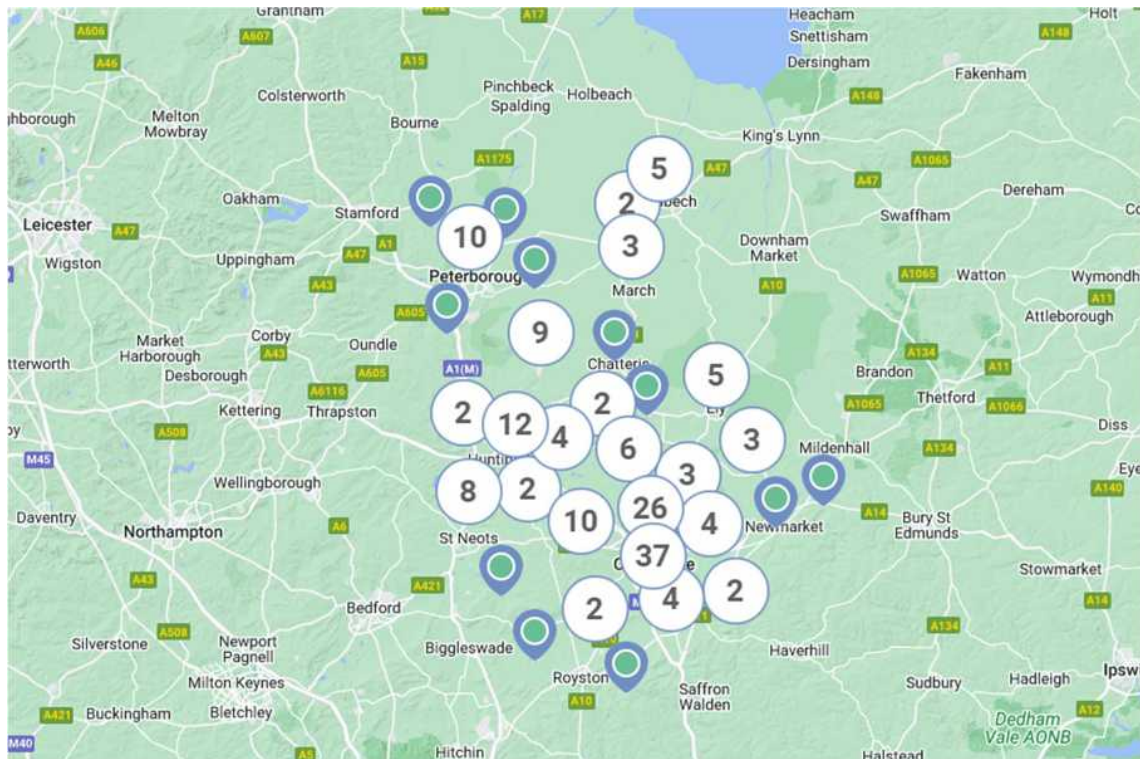 Grantham
A17
Heacham
Holt
A606
A607
A148
Snettisham
A46
A15
Dersingham
Fakenham
Colsterworth
Pinchbeck
Spalding
Holbeach
A148
Melton
Mowbray
Bourne
King's Lynn
A1175
5
A47
A1065
A47
Oakham
Stamford
2
Dereham
Leicester
A47
A1
10
3
Swaffham
Wigston
Uppingham
A47
Downham
Market
A43
Peterboroug
March
A1065
Watton
Wymondh
A10
A11
A605
9
Attleborough
Market
Harborough
Corby
A43
Oundle
Chatteris
A134
A11
Desborough
A605
A1(M)
5
Brandon
Kettering
A6116
Thrapston
2
12
4
2
Ely
A1065
Thetford
A1066
A508
6
3
Mildenhall
A134
Diss
M45
Hunting
3
Wellingborough
8
2
A140
Daventry
Northampton
A6
10
26
4
Newmarket
A14
Bury St
Edmunds
St Neots
37
Stowmarket
A43
A421
Bedford
2
4
2
A14
Silverstone
A508
Newport
Pagnell
Biggleswade
A134
Haverhill
Milton Keynes
Royston
Sudbury
Hadleigh
A421
Buckingham
Bletchley
A10
Saffron
Walden
A12
M40
A5
Hitchin
Dedham
Vale AONB
Halstead